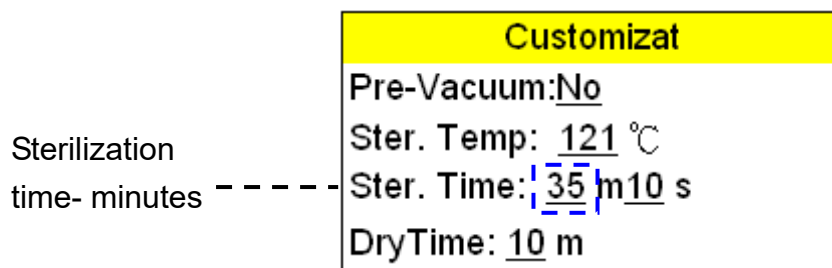 Customizat
Pre-Vacuum:No
Ster. Temp: 121 ℃
Sterilization
time- minutes
Ster. Time: 35 m10 s
DryTime: 10 m